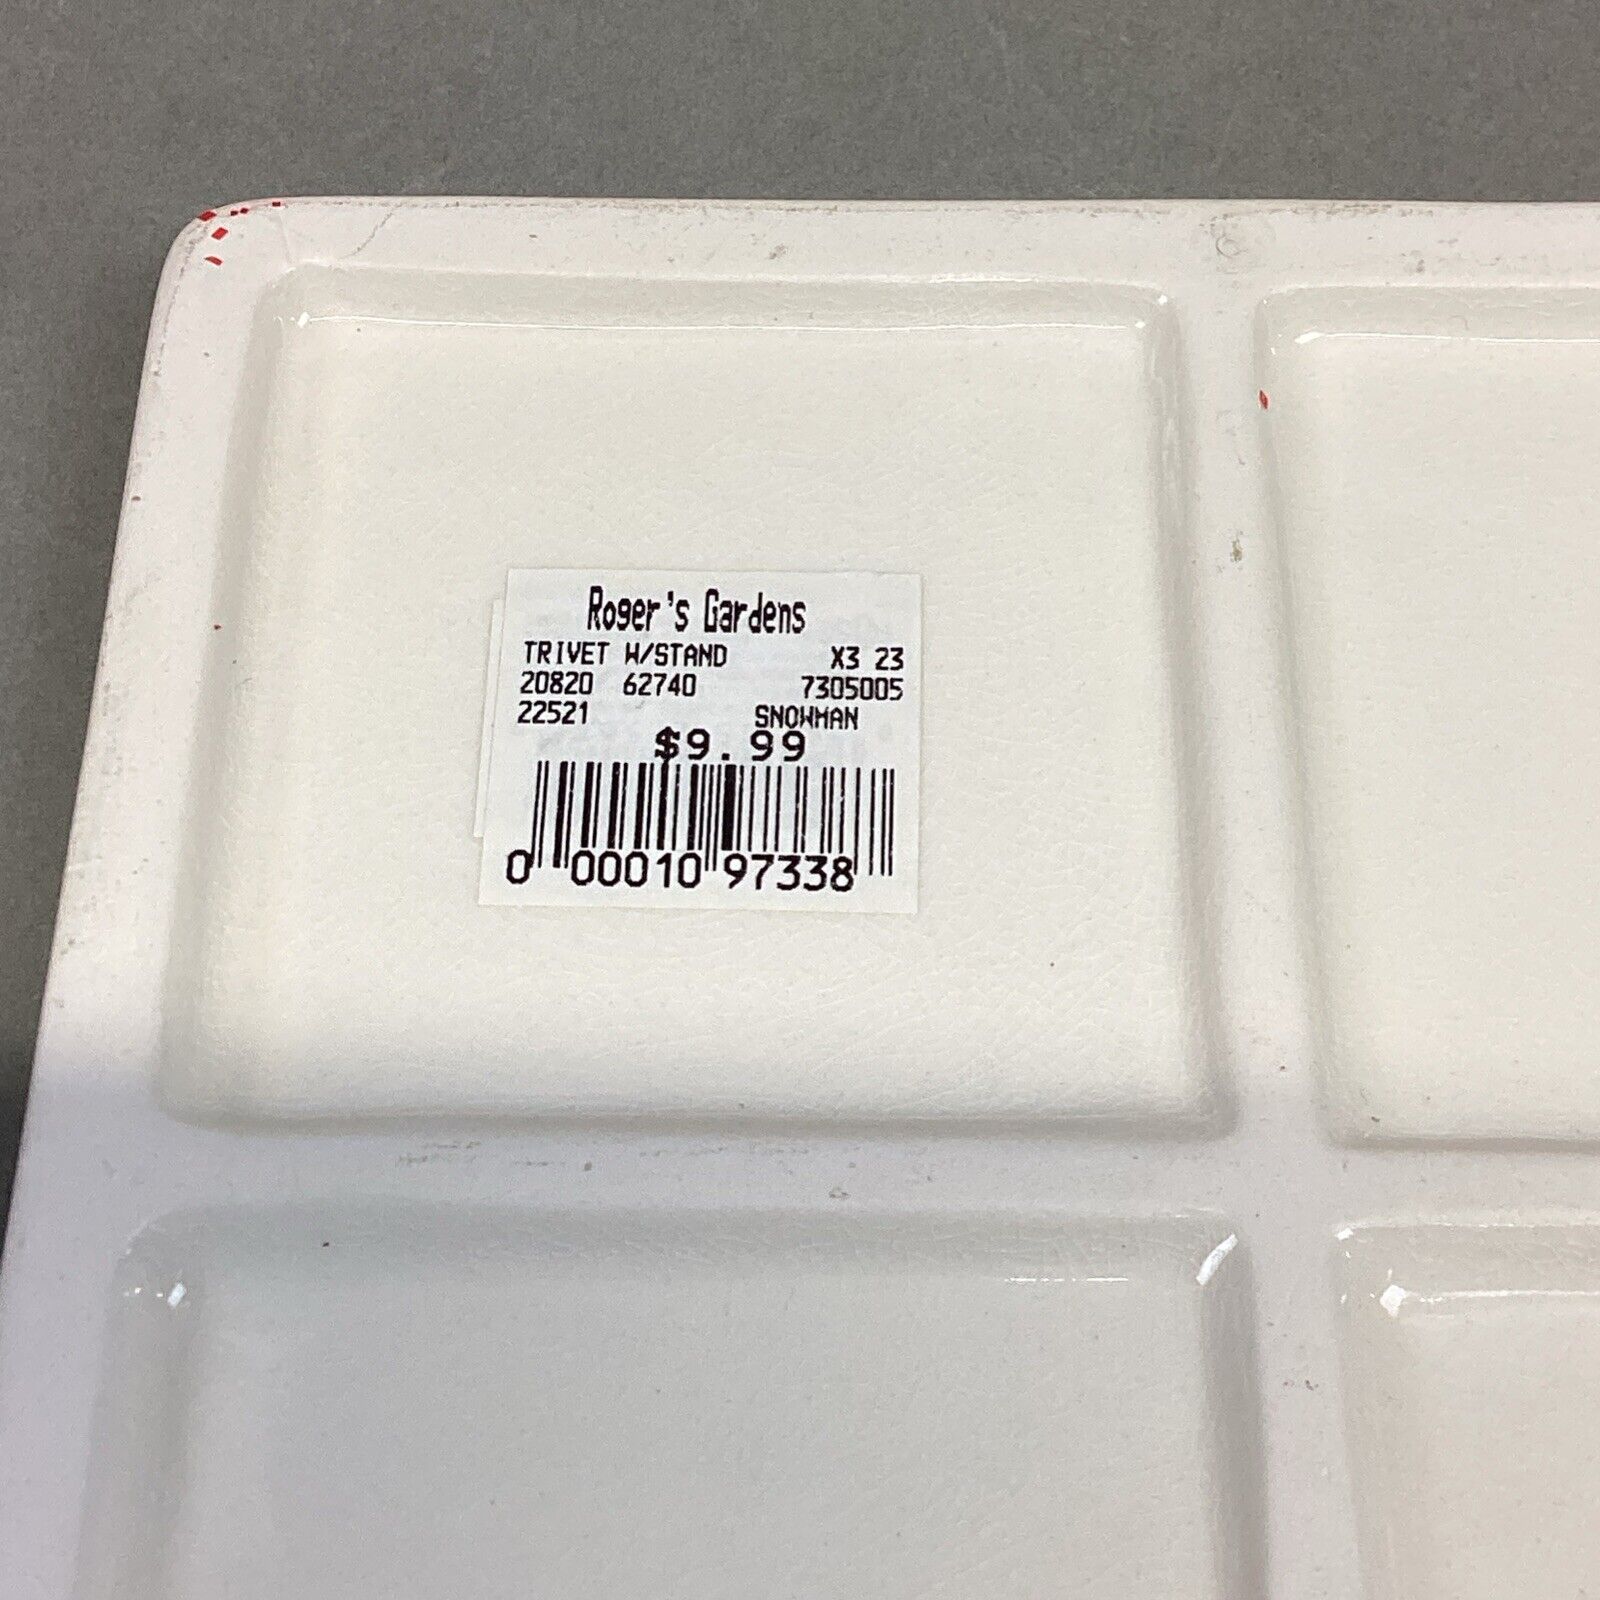 Roger's Gardens
TRIVET W/STAND X3 23
20820 62740 7305005
22521 SNOWMAN
$9.99
0 00010 97338